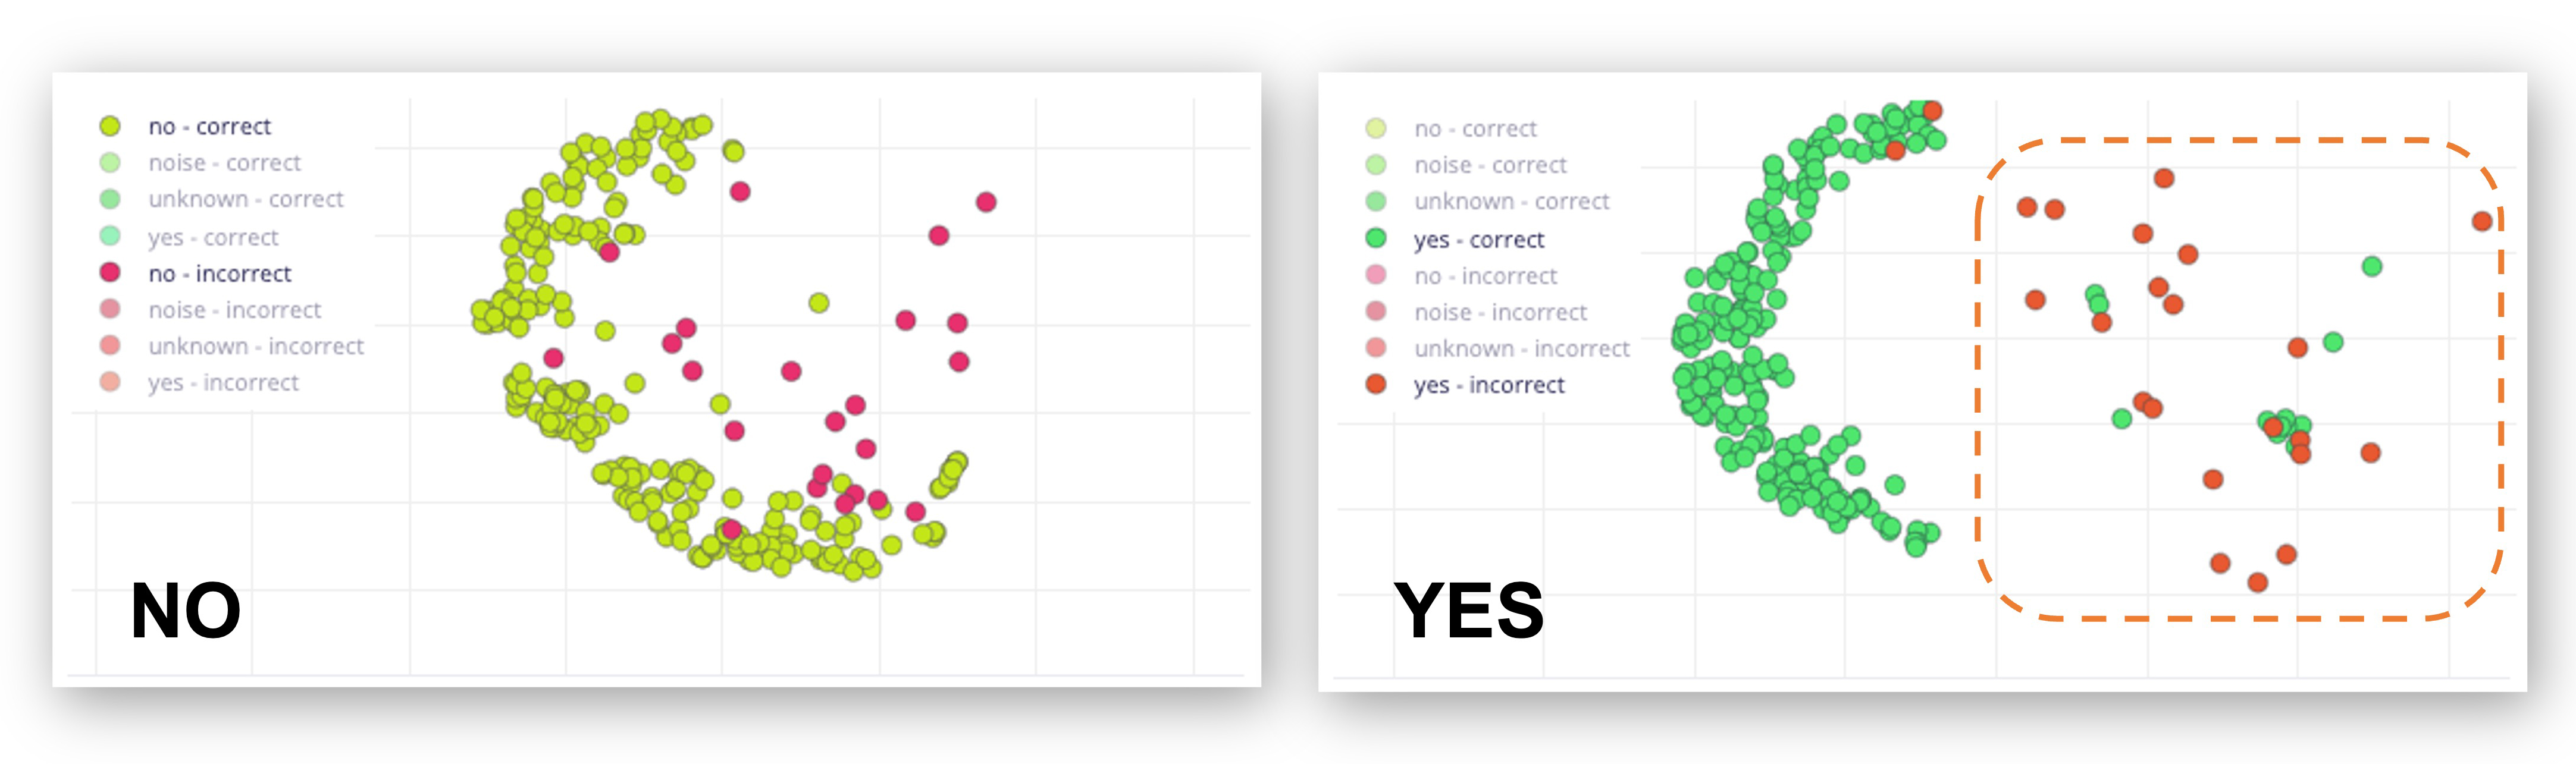 no - correct
noise - correct
unknown - correct
yes - correct
no - incorrect
noise - incorrect
unknown - incorrect
yes - incorrect
NO
no - correct
noise - correct
unknown - correct
yes - correct
no - incorrect
noise - incorrect
unknown - incorrect
yes - incorrect
YES